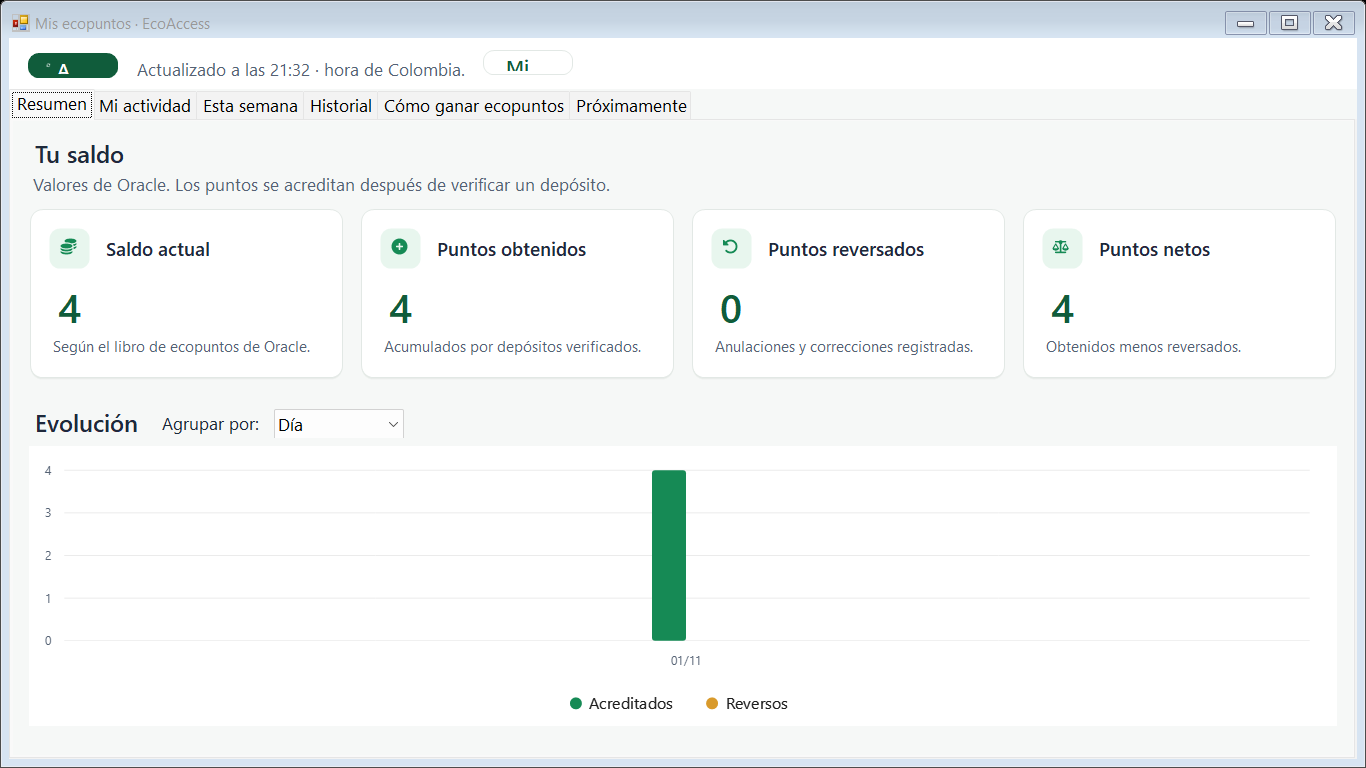 Mis ecopuntos · EcoAccess
Actualizado a las 21:32 · hora de Colombia.
Mi
Resumen
Mi actividad
Esta semana
Historial
Cómo ganar ecopuntos
Próximamente
Tu saldo
Valores de Oracle. Los puntos se acreditan después de verificar un depósito.
Saldo actual
4
Según el libro de ecopuntos de Oracle.
Puntos obtenidos
4
Acumulados por depósitos verificados.
Puntos reversados
0
Anulaciones y correcciones registradas.
Puntos netos
4
Obtenidos menos reversados.
Evolución
Agrupar por:
Día
4
3
2
1
0
01/11
Acreditados
Reversos